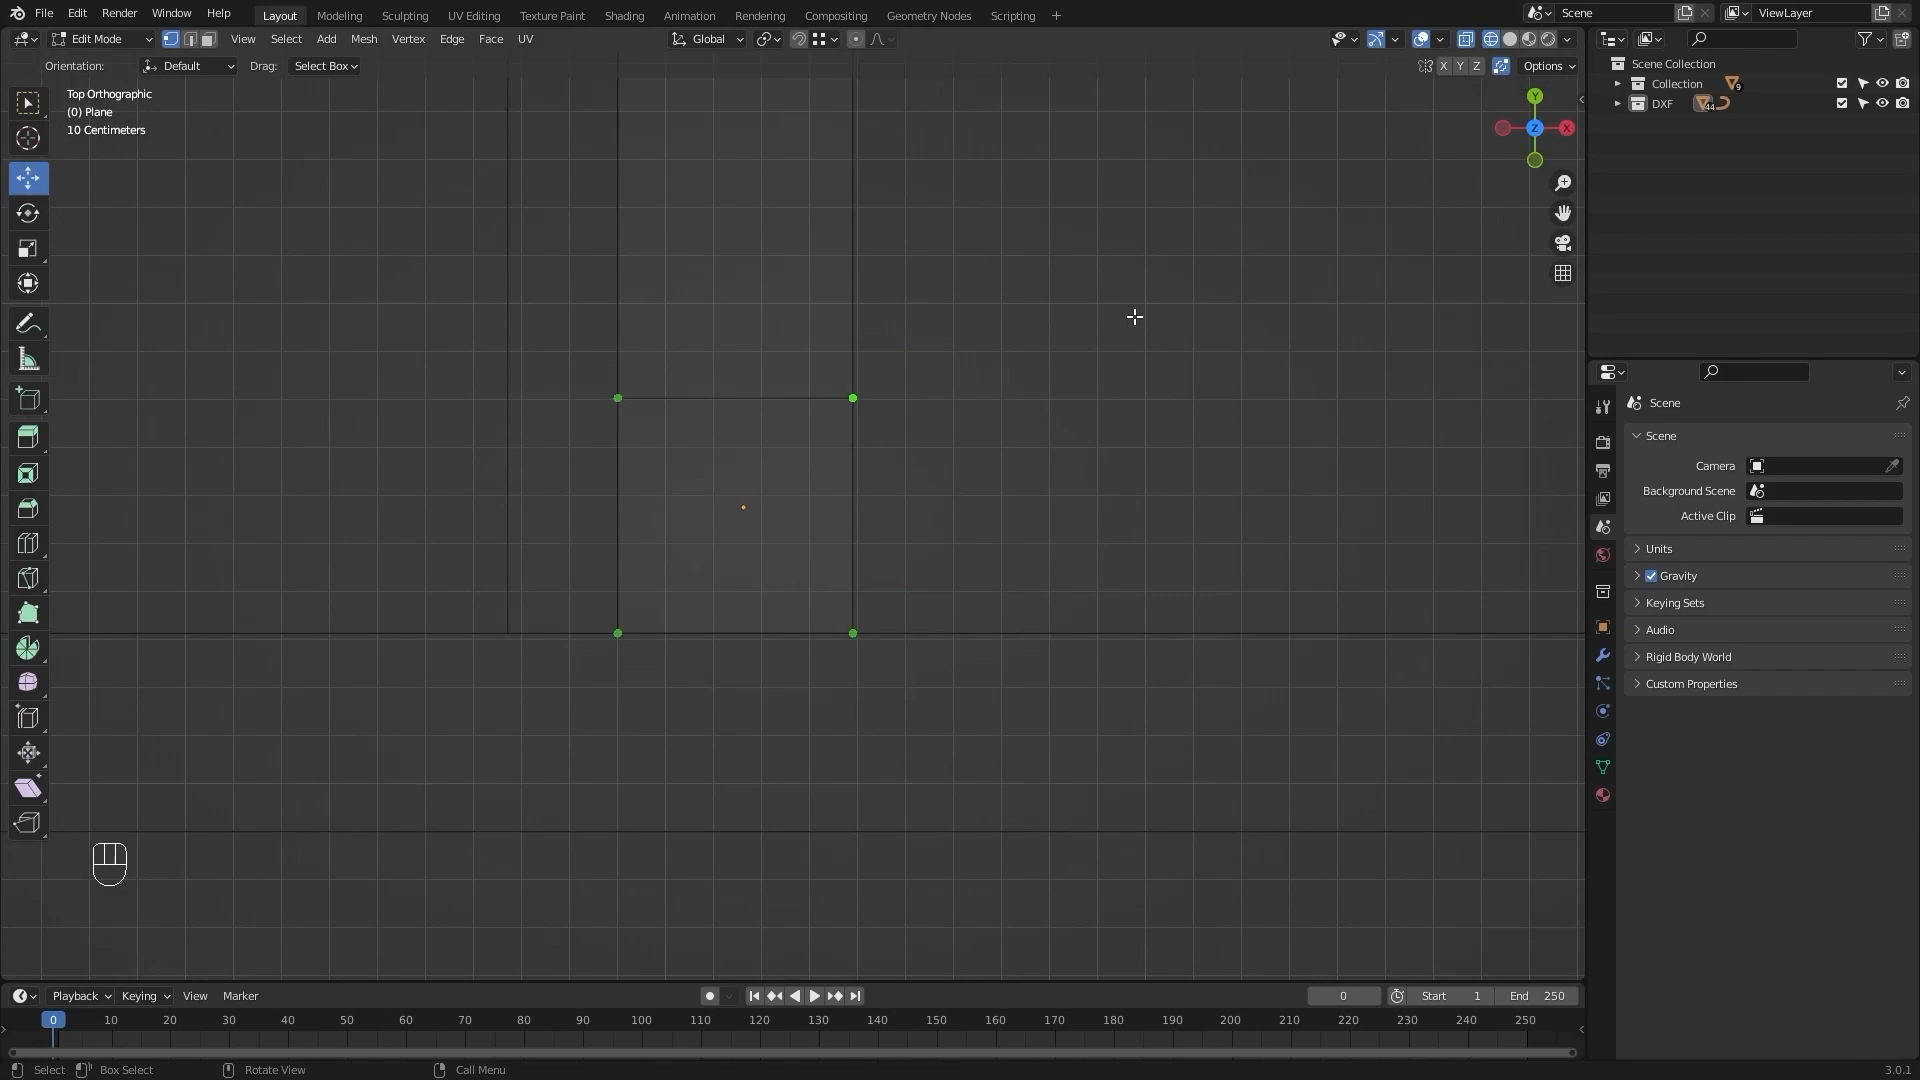 File Edit Render Window Help Layout Modeling Sculpting UV Editing Texture Paint Shading Animation Rendering Compositing Geometry Nodes Scripting + Scene ViewLayer
Edit Mode View Select Add Mesh Vertex Edge Face UV Global
Orientation: Default Drag: Select Box X Y Z Options
Top Orthographic
(0) Plane
10 Centimeters
Y
Z
X
Scene Collection
Collection 9
DXF 44
Scene
Scene
Camera
Background Scene
Active Clip
Units
Gravity
Keying Sets
Audio
Rigid Body World
Custom Properties
Playback Keying View Marker 0 Start 1 End 250
0 10 20 30 40 50 60 70 80 90 100 110 120 130 140 150 160 170 180 190 200 210 220 230 240 250
Select Box Select Rotate View Call Menu 3.0.1